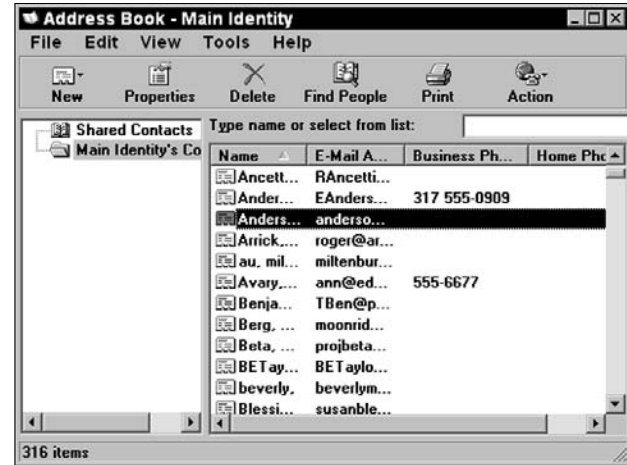 Address Book - Main Identity
File Edit View Tools Help
New Properties Delete Find People Print Action
Shared Contacts
Main Identity's Co
Type name or select from list:
Name E-Mail A... Business Ph... Home Pho
Ancett... RAncetti...
Ander... EAnders... 317 555-0909
Anders... anderso...
Arrick,... roger@ar...
au, mil... miltenbur...
Avary,... ann@ed... 555-6677
Benja... TBen@p...
Berg, ... moonrid...
Beta, ... projbeta...
BETay... BETaylo...
beverly, beverlym...
Blessi... susanble...
316 items